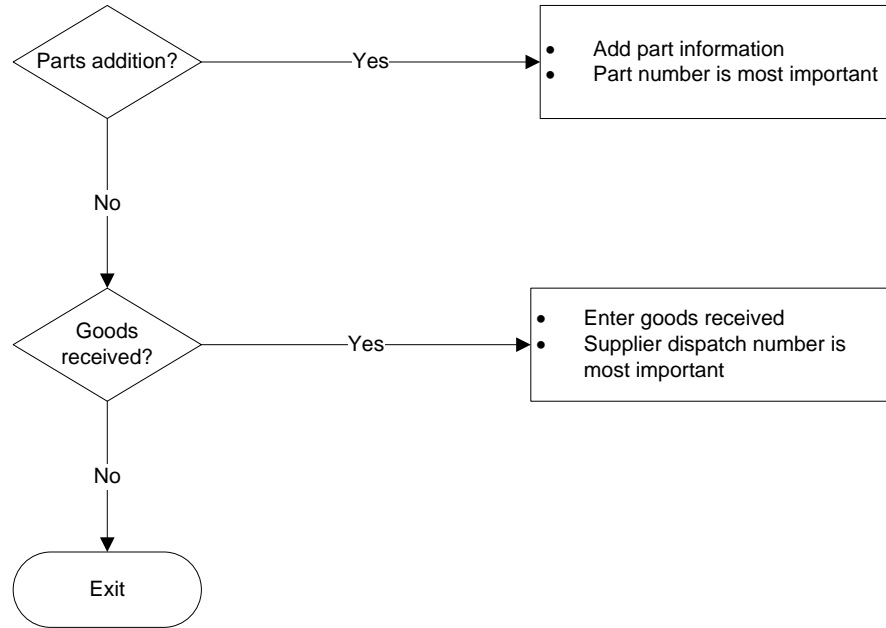 Parts addition?
Yes
• Add part information
• Part number is most important
No
Goods
received?
Yes
• Enter goods received
• Supplier dispatch number is
most important
No
Exit